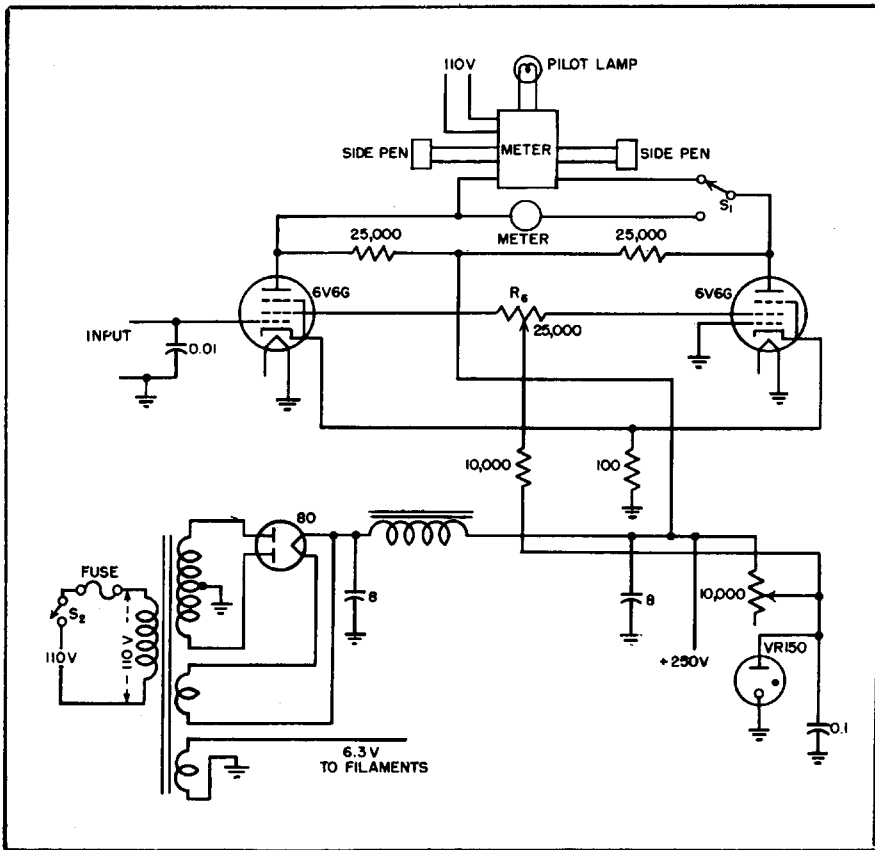 110V
PILOT LAMP
SIDE PEN
METER
SIDE PEN
S1
METER
25,000
25,000
6V6G
R6
25,000
6V6G
INPUT
0.01
10,000
100
80
FUSE
S2
110V
110 V
8
8
10,000
+250V
VR150
0.1
6.3 V
TO FILAMENTS